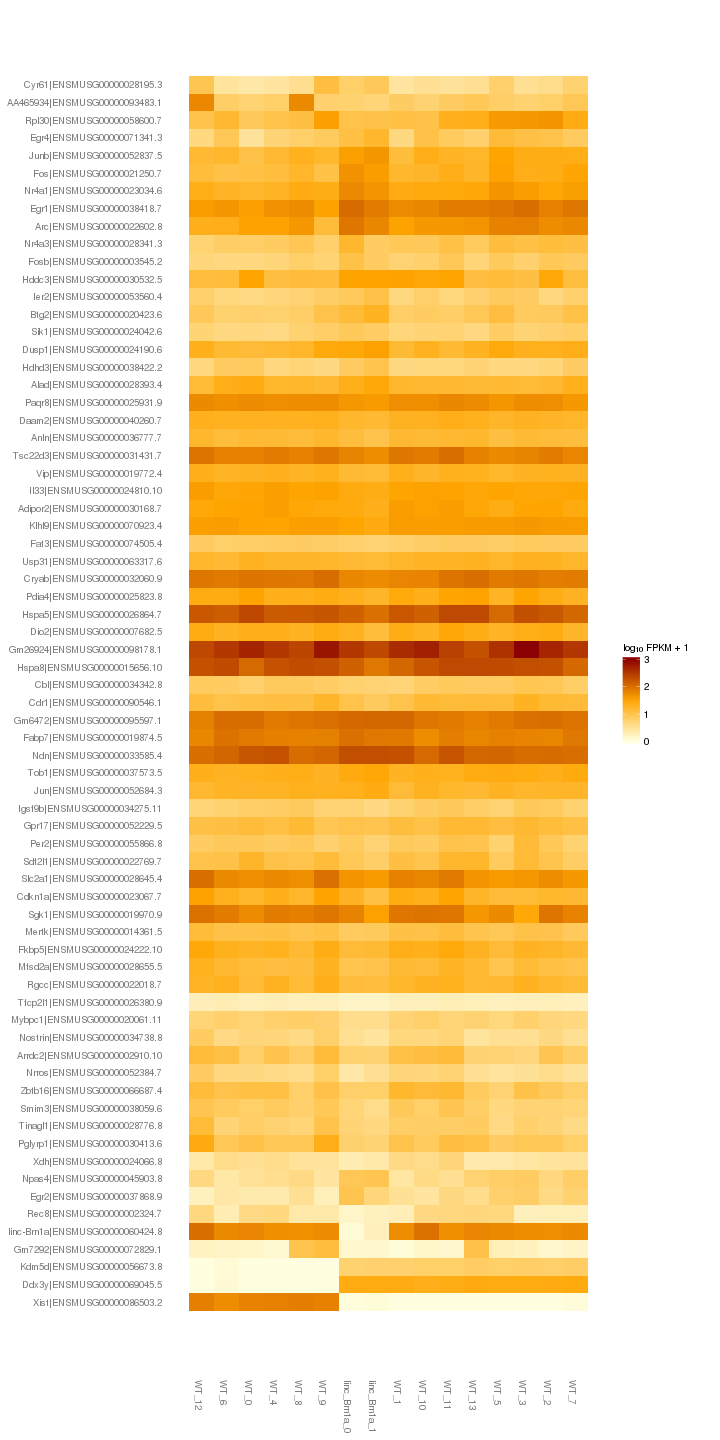 Cyr61|ENSMUSG00000028195.3
AA465934|ENSMUSG00000093483.1
Rpl30|ENSMUSG00000058600.7
Egr4|ENSMUSG00000071341.3
Junb|ENSMUSG00000052837.5
Fos|ENSMUSG00000021250.7
Nr4a1|ENSMUSG00000023034.6
Egr1|ENSMUSG00000038418.7
Arc|ENSMUSG00000022602.8
Nr4a3|ENSMUSG00000028341.3
Fosb|ENSMUSG00000003545.2
Hddc3|ENSMUSG00000030532.5
Ier2|ENSMUSG00000053560.4
Btg2|ENSMUSG00000020423.6
Sik1|ENSMUSG00000024042.6
Dusp1|ENSMUSG00000024190.6
Hdhd3|ENSMUSG00000038422.2
Alad|ENSMUSG00000028393.4
Paqr8|ENSMUSG00000025931.9
Daam2|ENSMUSG00000040260.7
Anln|ENSMUSG00000036777.7
Tsc22d3|ENSMUSG00000031431.7
Vip|ENSMUSG00000019772.4
Il33|ENSMUSG00000024810.10
Adipor2|ENSMUSG00000030168.7
Klhl9|ENSMUSG00000070923.4
Fat3|ENSMUSG00000074505.4
Usp31|ENSMUSG00000063317.6
Cryab|ENSMUSG00000032060.9
Pdia4|ENSMUSG00000025823.8
Hspa5|ENSMUSG00000026864.7
Dio2|ENSMUSG00000007682.5
Gm26924|ENSMUSG00000098178.1
Hspa8|ENSMUSG00000015656.10
Cbl|ENSMUSG00000034342.8
Cdr1|ENSMUSG00000090546.1
Gm6472|ENSMUSG00000095597.1
Fabp7|ENSMUSG00000019874.5
Ndn|ENSMUSG00000033585.4
Tob1|ENSMUSG00000037573.5
Jun|ENSMUSG00000052684.3
Igsf9b|ENSMUSG00000034275.11
Gpr17|ENSMUSG00000052229.5
Per2|ENSMUSG00000055866.8
Sdf2l1|ENSMUSG00000022769.7
Slc2a1|ENSMUSG00000028645.4
Cdkn1a|ENSMUSG00000023067.7
Sgk1|ENSMUSG00000019970.9
Mertk|ENSMUSG00000014361.5
Fkbp5|ENSMUSG00000024222.10
Mfsd2a|ENSMUSG00000028655.5
Rgcc|ENSMUSG00000022018.7
Tfcp2l1|ENSMUSG00000026380.9
Mybpc1|ENSMUSG00000020061.11
Nostrin|ENSMUSG00000034738.8
Arrdc2|ENSMUSG00000002910.10
Nrros|ENSMUSG00000052384.7
Zbtb16|ENSMUSG00000066687.4
Smim3|ENSMUSG00000038059.6
Tinagl1|ENSMUSG00000028776.8
Pglyrp1|ENSMUSG00000030413.6
Xdh|ENSMUSG00000024066.8
Npas4|ENSMUSG00000045903.8
Egr2|ENSMUSG00000037868.9
Rec8|ENSMUSG00000002324.7
linc-Brn1a|ENSMUSG00000060424.8
Gm7292|ENSMUSG00000072829.1
Kdm5d|ENSMUSG00000056673.8
Ddx3y|ENSMUSG00000069045.5
Xist|ENSMUSG00000086503.2
log₁₀ FPKM + 1
3
2
1
0
WT_12
WT_6
WT_0
WT_4
WT_8
WT_9
linc_Brn1a_0
linc_Brn1a_1
WT_1
WT_10
WT_11
WT_13
WT_5
WT_3
WT_2
WT_7